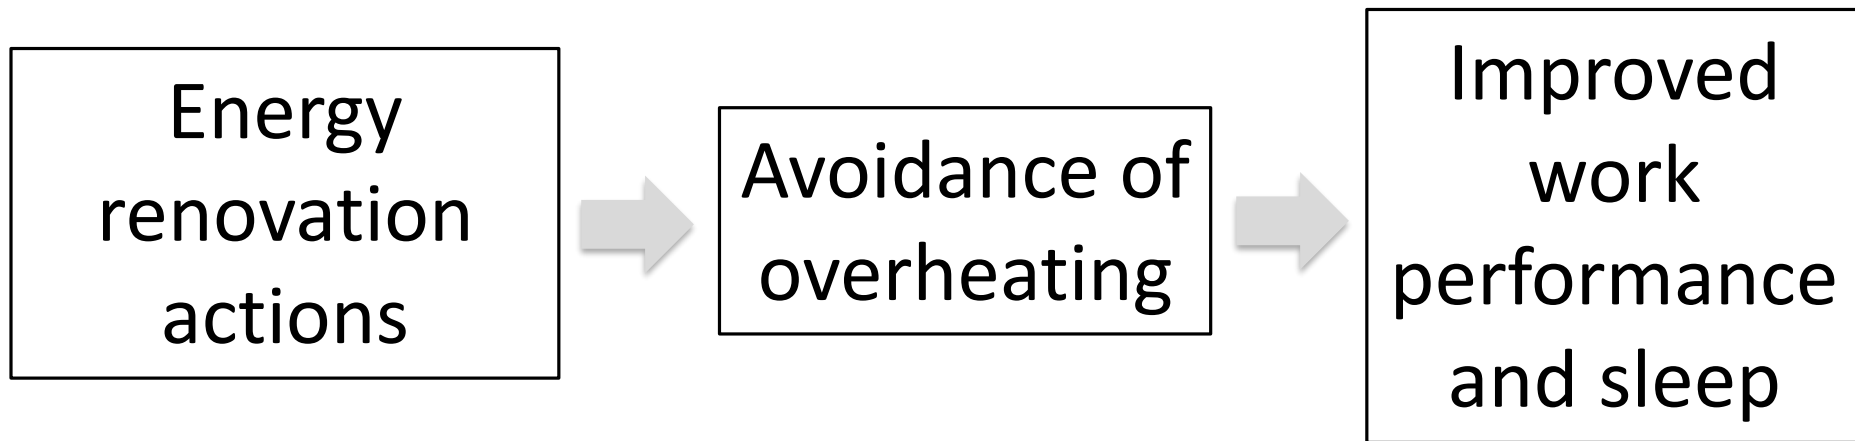 Energy
renovation
actions
Avoidance of
overheating
Improved
work
performance
and sleep